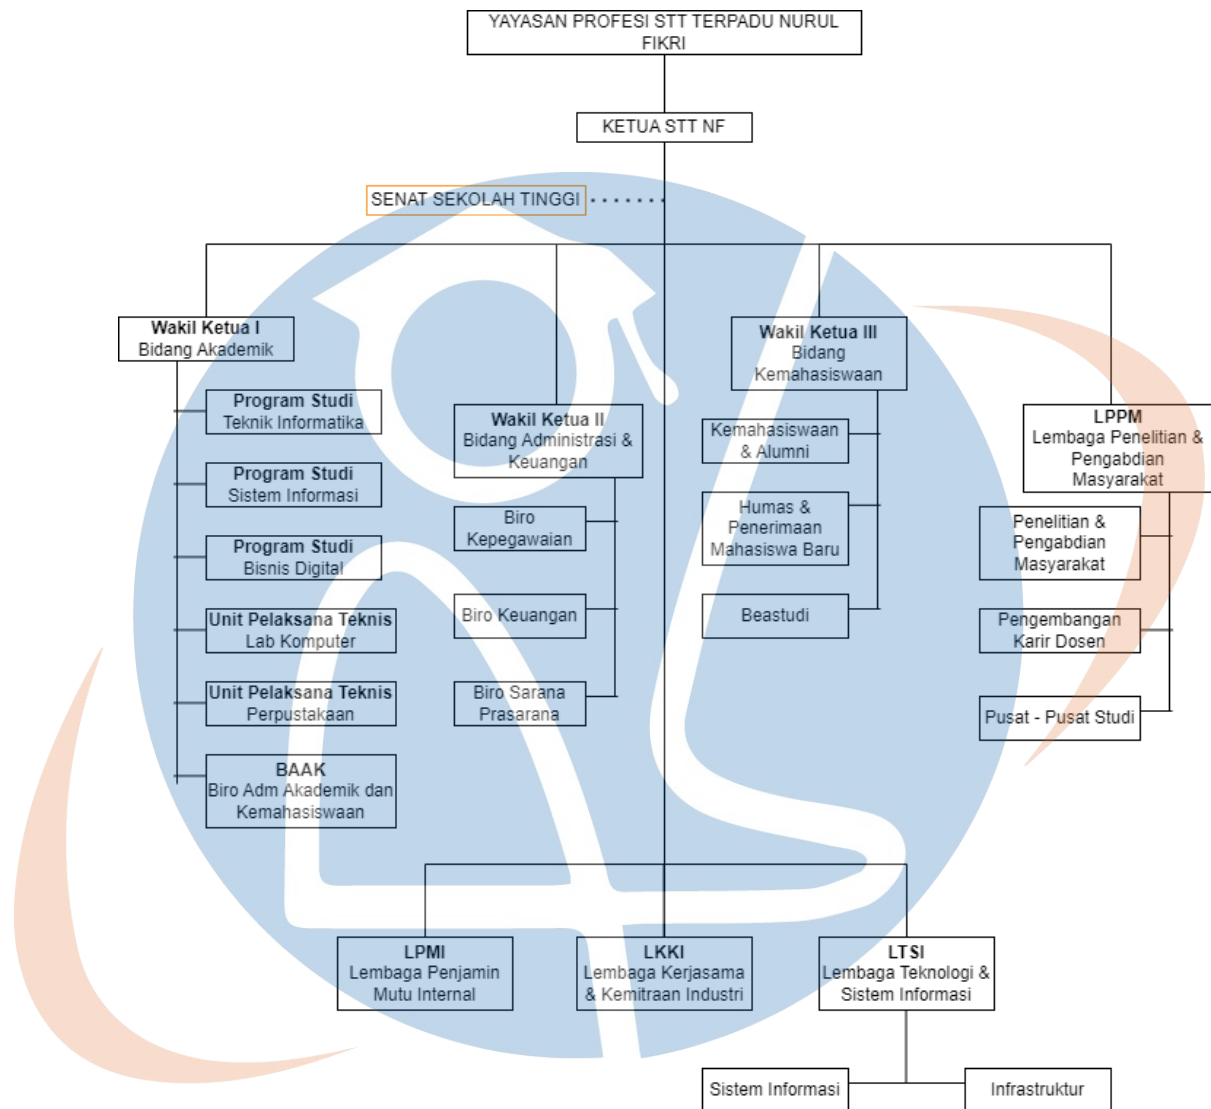 YAYASAN PROFESI STT TERPADU NURUL
FIKRI
KETUA STT NF
SENAT SEKOLAH TINGGI
Wakil Ketua I
Bidang Akademik
Program Studi
Teknik Informatika
Program Studi
Sistem Informasi
Program Studi
Bisnis Digital
Unit Pelaksana Teknis
Lab Komputer
Unit Pelaksana Teknis
Perpustakaan
BAAK
Biro Adm Akademik dan
Kemahasiswaan
Wakil Ketua II
Bidang Administrasi &
Keuangan
Biro
Kepegawaian
Biro Keuangan
Biro Sarana
Prasarana
Wakil Ketua III
Bidang
Kemahasiswaan
Kemahasiswaan
& Alumni
Humas &
Penerimaan
Mahasiswa Baru
Beastudi
LPPM
Lembaga Penelitian &
Pengabdian
Masyarakat
Penelitian &
Pengabdian
Masyarakat
Pengembangan
Karir Dosen
Pusat - Pusat Studi
LPMI
Lembaga Penjamin
Mutu Internal
LKKI
Lembaga Kerjasama
& Kemitraan Industri
LTSI
Lembaga Teknologi &
Sistem Informasi
Sistem Informasi
Infrastruktur